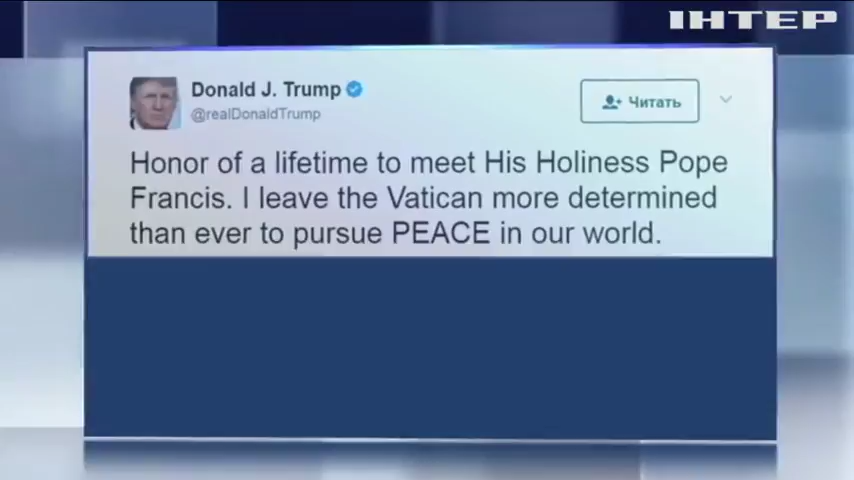 ІНТЕР
Donald J. Trump
@realDonaldTrump
Читать
Honor of a lifetime to meet His Holiness Pope
Francis. I leave the Vatican more determined
than ever to pursue PEACE in our world.